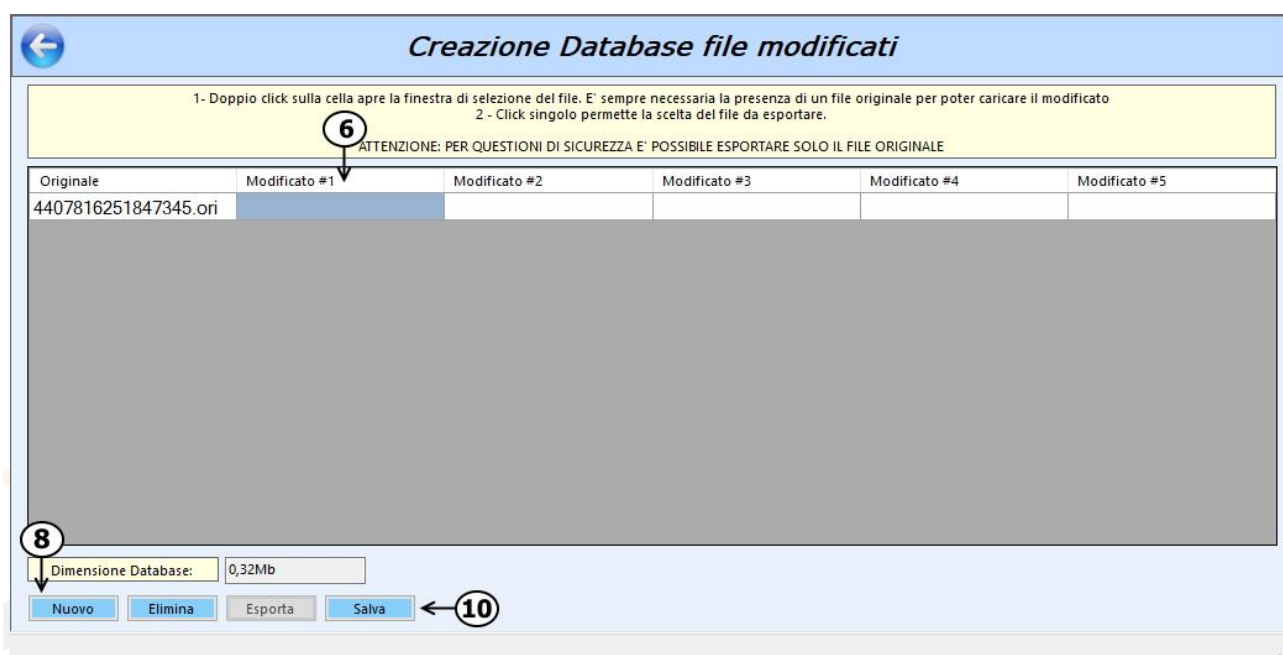 Creazione Database file modificati
1- Doppio click sulla cella apre la finestra di selezione del file. E' sempre necessaria la presenza di un file originale per poter caricare il modificato
2 - Click singolo permette la scelta del file da esportare.
6
ATTENZIONE: PER QUESTIONI DI SICUREZZA E' POSSIBILE ESPORTARE SOLO IL FILE ORIGINALE
Originale Modificato #1 Modificato #2 Modificato #3 Modificato #4 Modificato #5
4407816251847345.ori
8
Dimensione Database: 0,32Mb
Nuovo Elimina Esporta Salva 10